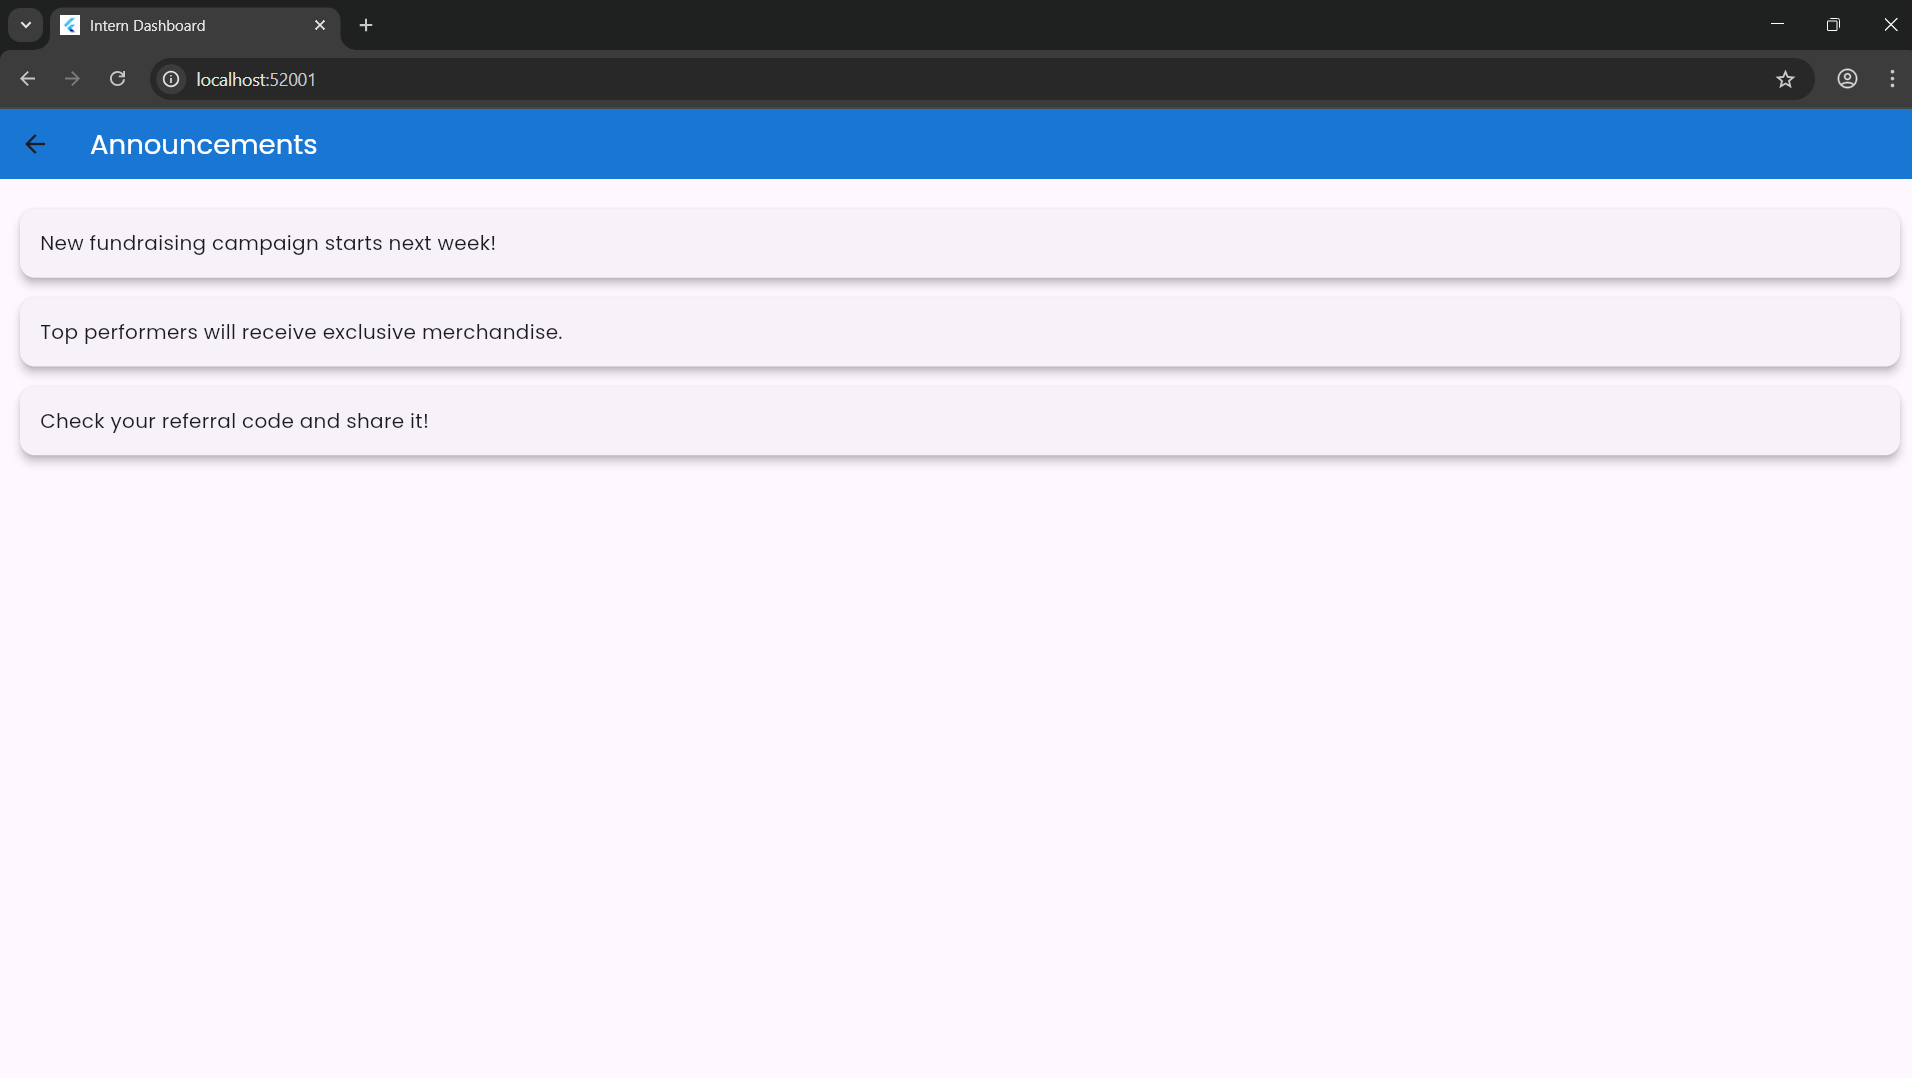 Intern Dashboard
localhost:52001
Announcements
New fundraising campaign starts next week!
Top performers will receive exclusive merchandise.
Check your referral code and share it!